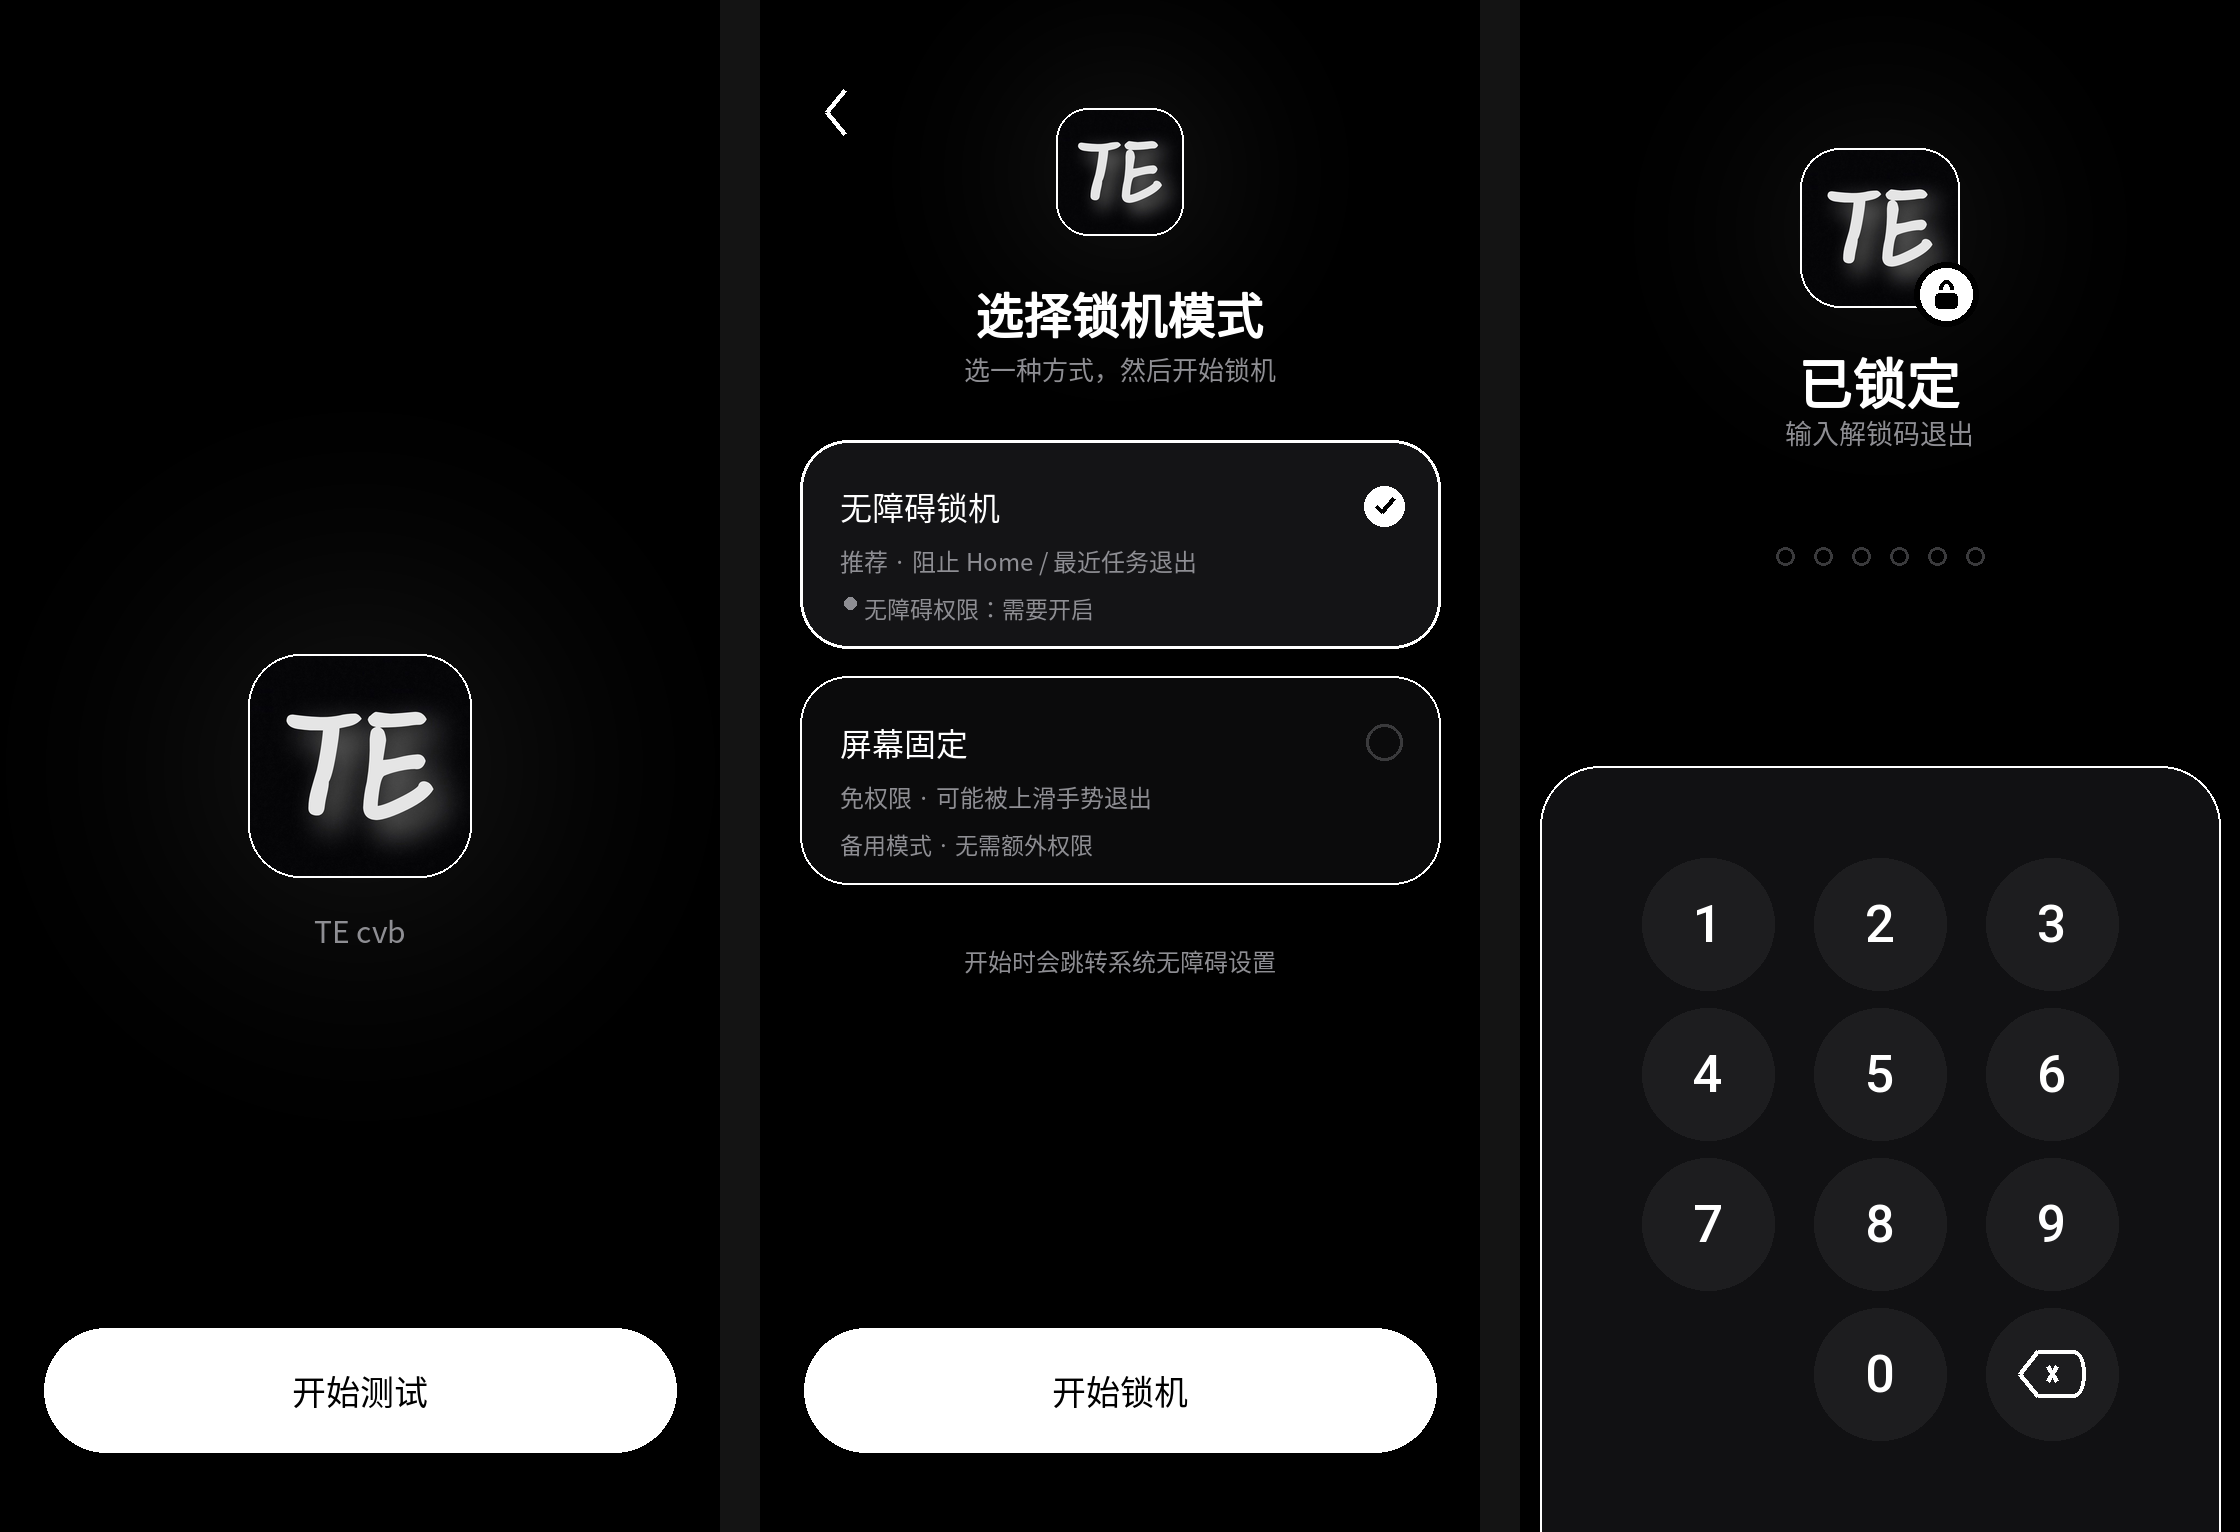 TE
TE cvb
开始测试
TE
选择锁机模式
选一种方式，然后开始锁机
无障碍锁机
推荐 · 阻止 Home / 最近任务退出
无障碍权限：需要开启
屏幕固定
免权限 · 可能被上滑手势退出
备用模式 · 无需额外权限
开始时会跳转系统无障碍设置
开始锁机
TE
已锁定
输入解锁码退出
1 2 3
4 5 6
7 8 9
0